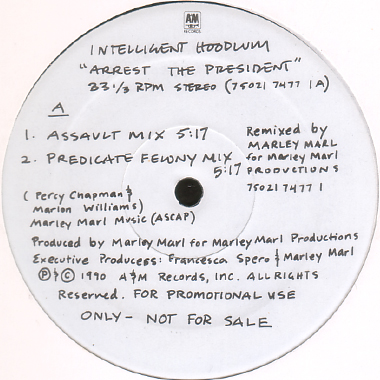 A&M
RECORDS
INTELLIGENT HOODLUM
"ARREST THE PRESIDENT"
33 1/3 RPM STEREO (75021 7477 1A)
A
1. ASSAULT MIX 5:17
2. PREDICATE FELONY MIX 5:17
Remixed by
MARLEY MARL
for Marley Marl
PRODUCTIONS
75021 7477 1
(Percy Chapman &
Marlon Williams)
Marley Marl Music (ASCAP)
Produced by Marley Marl for Marley Marl Productions
Executive Producers: Francesca Spero & Marley Marl
Ⓟ & © 1990 A&M Records, INC. ALL RIGHTS
Reserved. FOR PROMOTIONAL USE
ONLY - NOT FOR SALE